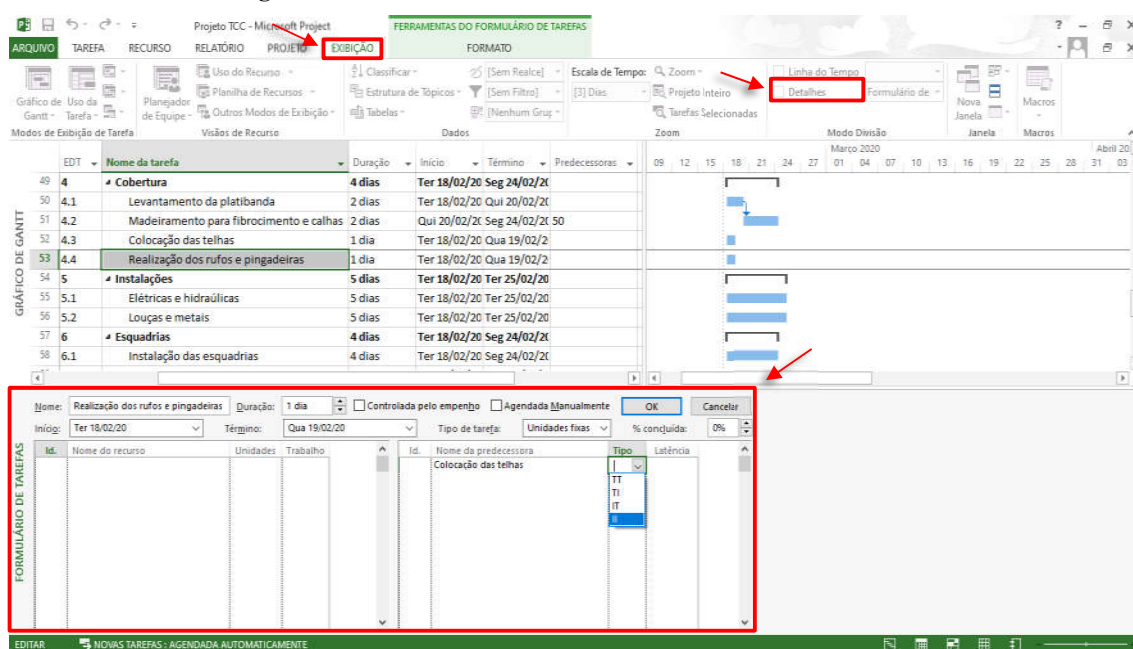 Projeto TCC - Microsoft Project
FERRAMENTAS DO FORMULÁRIO DE TAREFAS
ARQUIVO TAREFA RECURSO RELATÓRIO PROJETO EXIBIÇÃO FORMATO
Gráfico de Gantt
Uso da Tarefa
Planejador de Equipe
Uso do Recurso
Planilha de Recursos
Outros Modos de Exibição
Classificar
Estrutura de Tópicos
Tabelas
[Sem Realce]
[Sem Filtro]
[Nenhum Grup
Escala de Tempo:
[3] Dias
Zoom
Projeto Inteiro
Tarefas Selecionadas
Linha do Tempo
Detalhes Formulário de
Nova Janela
Macros
Modos de Exibição de Tarefa Visões de Recurso Dados Zoom Modo Divisão Janela Macros
Março 2020 Abril 20
EDT Nome da tarefa Duração Início Término Predecessoras 09 12 15 18 21 24 27 01 04 07 10 13 16 19 22 25 28 31 03
49 4 Cobertura 4 dias Ter 18/02/20 Seg 24/02/20
50 4.1 Levantamento da platibanda 2 dias Ter 18/02/20 Qui 20/02/20
51 4.2 Madeiramento para fibrocimento e calhas 2 dias Qui 20/02/20 Seg 24/02/20 50
52 4.3 Colocação das telhas 1 dia Ter 18/02/20 Qua 19/02/2
53 4.4 Realização dos rufos e pingadeiras 1 dia Ter 18/02/20 Qua 19/02/2
54 5 Instalações 5 dias Ter 18/02/20 Ter 25/02/20
55 5.1 Elétricas e hidraúlicas 5 dias Ter 18/02/20 Ter 25/02/20
56 5.2 Louças e metais 5 dias Ter 18/02/20 Ter 25/02/20
57 6 Esquadrias 4 dias Ter 18/02/20 Seg 24/02/20
58 6.1 Instalação das esquadrias 4 dias Ter 18/02/20 Seg 24/02/20
GRÁFICO DE GANTT
Nome: Realização dos rufos e pingadeiras Duração: 1 dia Controlada pelo empenho Agendada Manualmente OK Cancelar
Início: Ter 18/02/20 Término: Qua 19/02/20 Tipo de tarefa: Unidades fixas % concluída: 0%
Id. Nome do recurso Unidades Trabalho Id. Nome da predecessora Tipo Latência
Colocação das telhas
TT
TI
IT
II
FORMULÁRIO DE TAREFAS
EDITAR NOVAS TAREFAS : AGENDADA AUTOMATICAMENTE